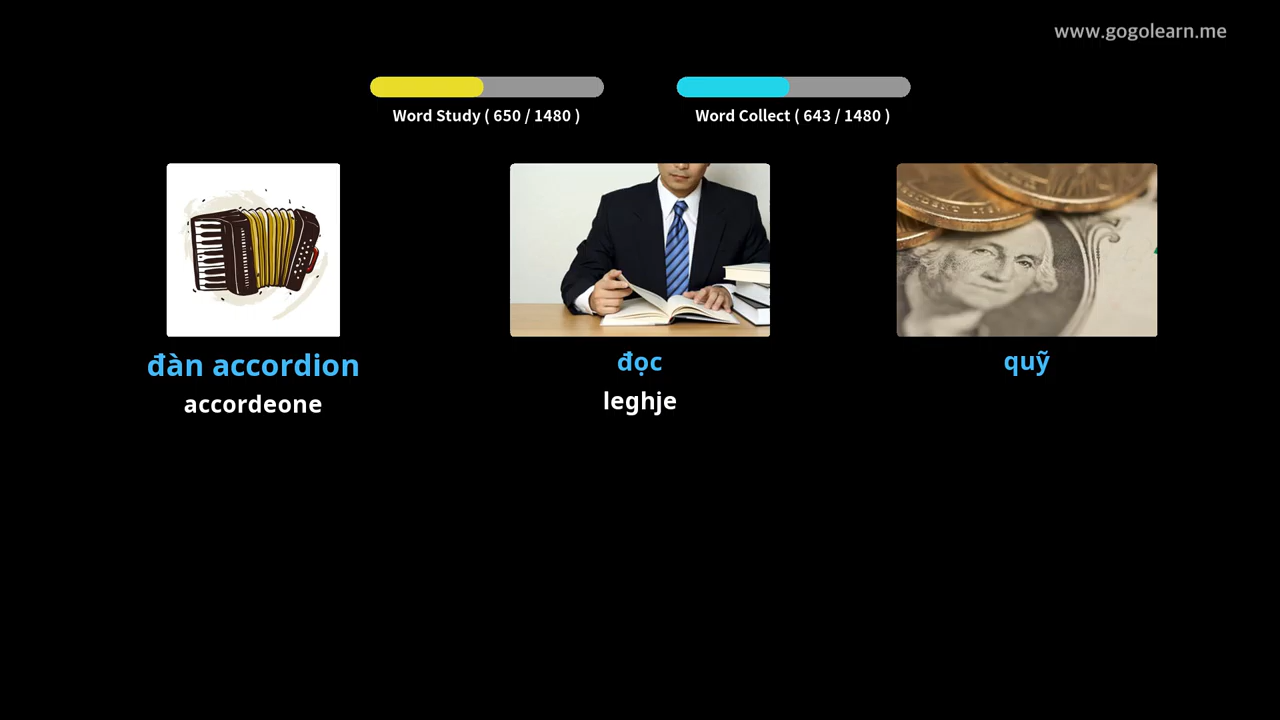 www.gogolearn.me
Word Study ( 650 / 1480 )
Word Collect ( 643 / 1480 )
đàn accordion
accordeone
đọc
leghje
quỹ